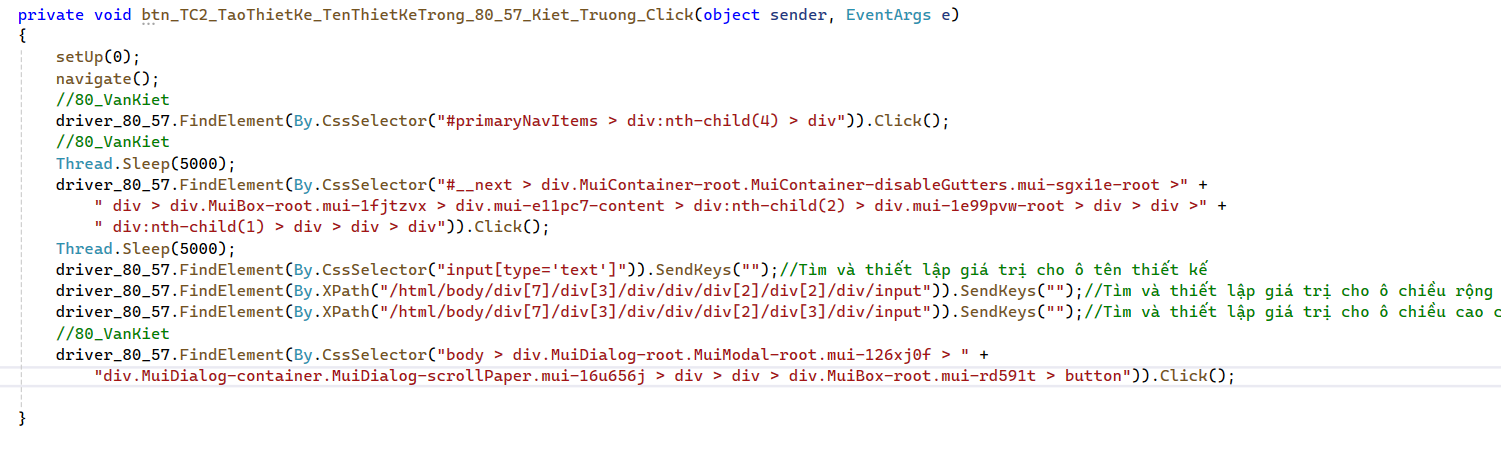 private void btn_TC2_TaoThietKe_TenThietKeTrong_80_57_Kiet_Truong_Click(object sender, EventArgs e)
{
setUp(0);
navigate();
//80_VanKiet
driver_80_57.FindElement(By.CssSelector("#primaryNavItems > div:nth-child(4) > div")).Click();
//80_VanKiet
Thread.Sleep(5000);
driver_80_57.FindElement(By.CssSelector("#__next > div.MuiContainer-root.MuiContainer-disableGutters.mui-sgxi1e-root >" +
" div > div.MuiBox-root.mui-1fjtzvx > div.mui-e11pc7-content > div:nth-child(2) > div.mui-1e99pvw-root > div > div >" +
" div:nth-child(1) > div > div > div")).Click();
Thread.Sleep(5000);
driver_80_57.FindElement(By.CssSelector("input[type='text']")).SendKeys("");//Tìm và thiết lập giá trị cho ô tên thiết kế
driver_80_57.FindElement(By.XPath("/html/body/div[7]/div[3]/div/div/div[2]/div[2]/div/input")).SendKeys("");//Tìm và thiết lập giá trị cho ô chiều rộng
driver_80_57.FindElement(By.XPath("/html/body/div[7]/div[3]/div/div/div[2]/div[3]/div/input")).SendKeys("");//Tìm và thiết lập giá trị cho ô chiều cao c
//80_VanKiet
driver_80_57.FindElement(By.CssSelector("body > div.MuiDialog-root.MuiModal-root.mui-126xj0f > " +
"div.MuiDialog-container.MuiDialog-scrollPaper.mui-16u656j > div > div > div.MuiBox-root.mui-rd591t > button")).Click();
}